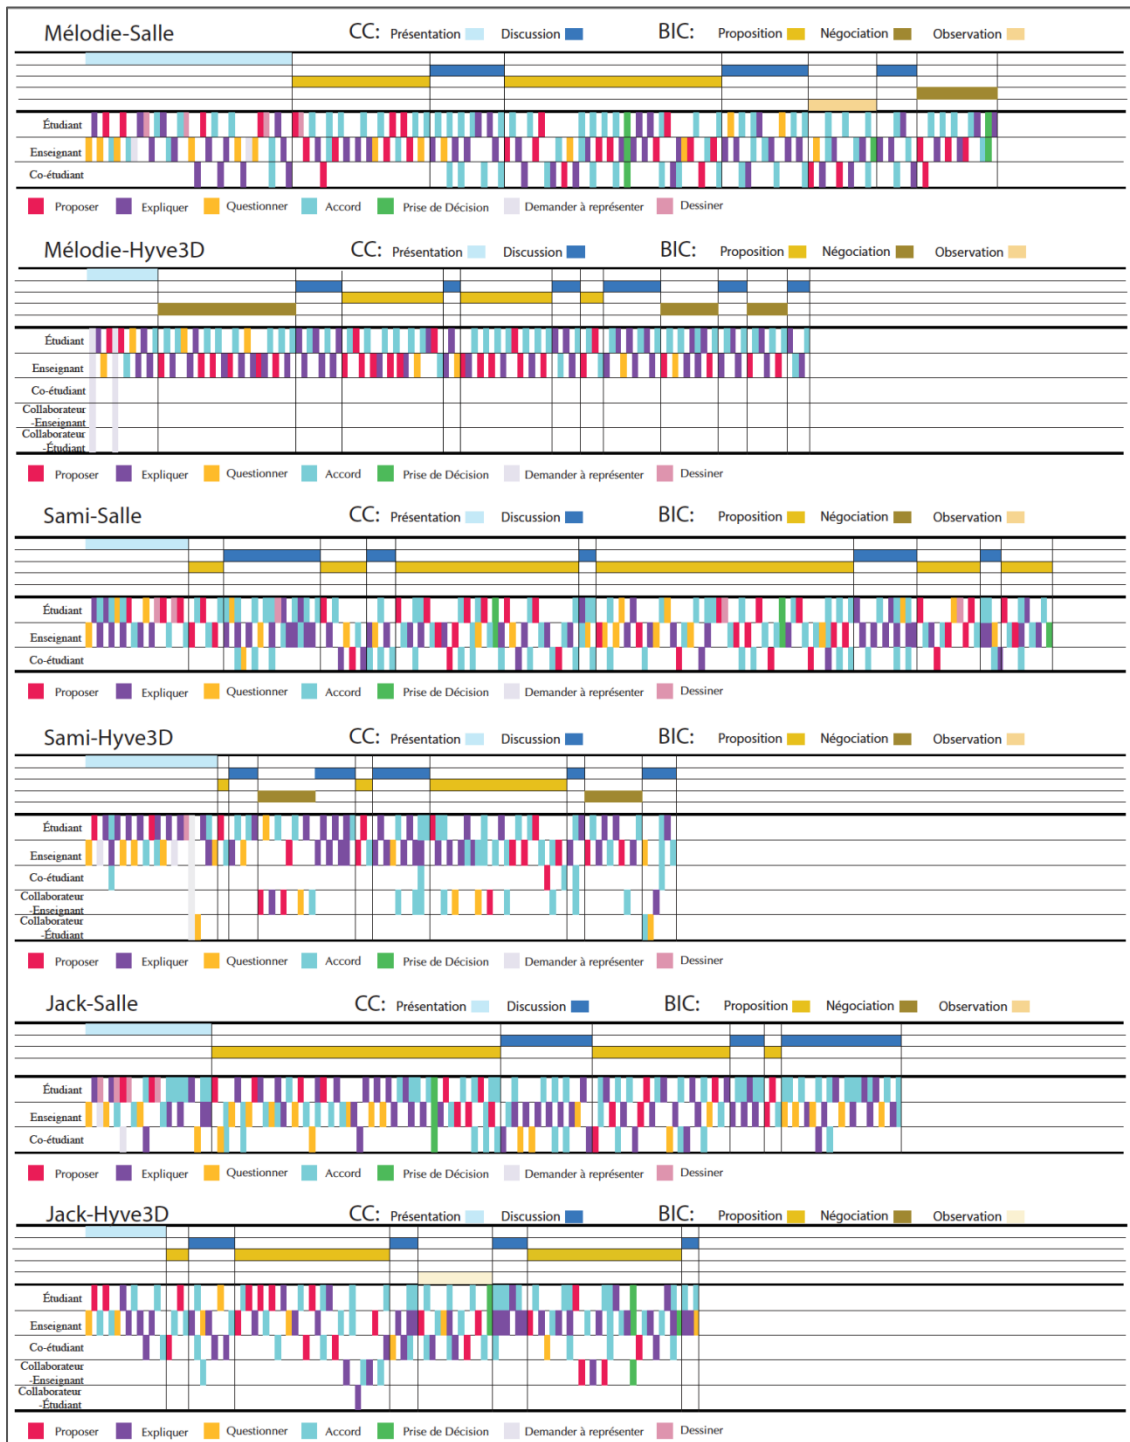 Mélodie-Salle CC: Présentation Discussion BIC: Proposition Négociation Observation
Étudiant
Enseignant
Co-étudiant
Proposer Expliquer Questionner Accord Prise de Décision Demander à représenter Dessiner
Mélodie-Hyve3D CC: Présentation Discussion BIC: Proposition Négociation Observation
Étudiant
Enseignant
Co-étudiant
Collaborateur
-Enseignant
Collaborateur
-Étudiant
Proposer Expliquer Questionner Accord Prise de Décision Demander à représenter Dessiner
Sami-Salle CC: Présentation Discussion BIC: Proposition Négociation Observation
Étudiant
Enseignant
Co-étudiant
Proposer Expliquer Questionner Accord Prise de Décision Demander à représenter Dessiner
Sami-Hyve3D CC: Présentation Discussion BIC: Proposition Négociation Observation
Étudiant
Enseignant
Co-étudiant
Collaborateur
-Enseignant
Collaborateur
-Étudiant
Proposer Expliquer Questionner Accord Prise de Décision Demander à représenter Dessiner
Jack-Salle CC: Présentation Discussion BIC: Proposition Négociation Observation
Étudiant
Enseignant
Co-étudiant
Proposer Expliquer Questionner Accord Prise de Décision Demander à représenter Dessiner
Jack-Hyve3D CC: Présentation Discussion BIC: Proposition Négociation Observation
Étudiant
Enseignant
Co-étudiant
Collaborateur
-Enseignant
Collaborateur
-Étudiant
Proposer Expliquer Questionner Accord Prise de Décision Demander à représenter Dessiner